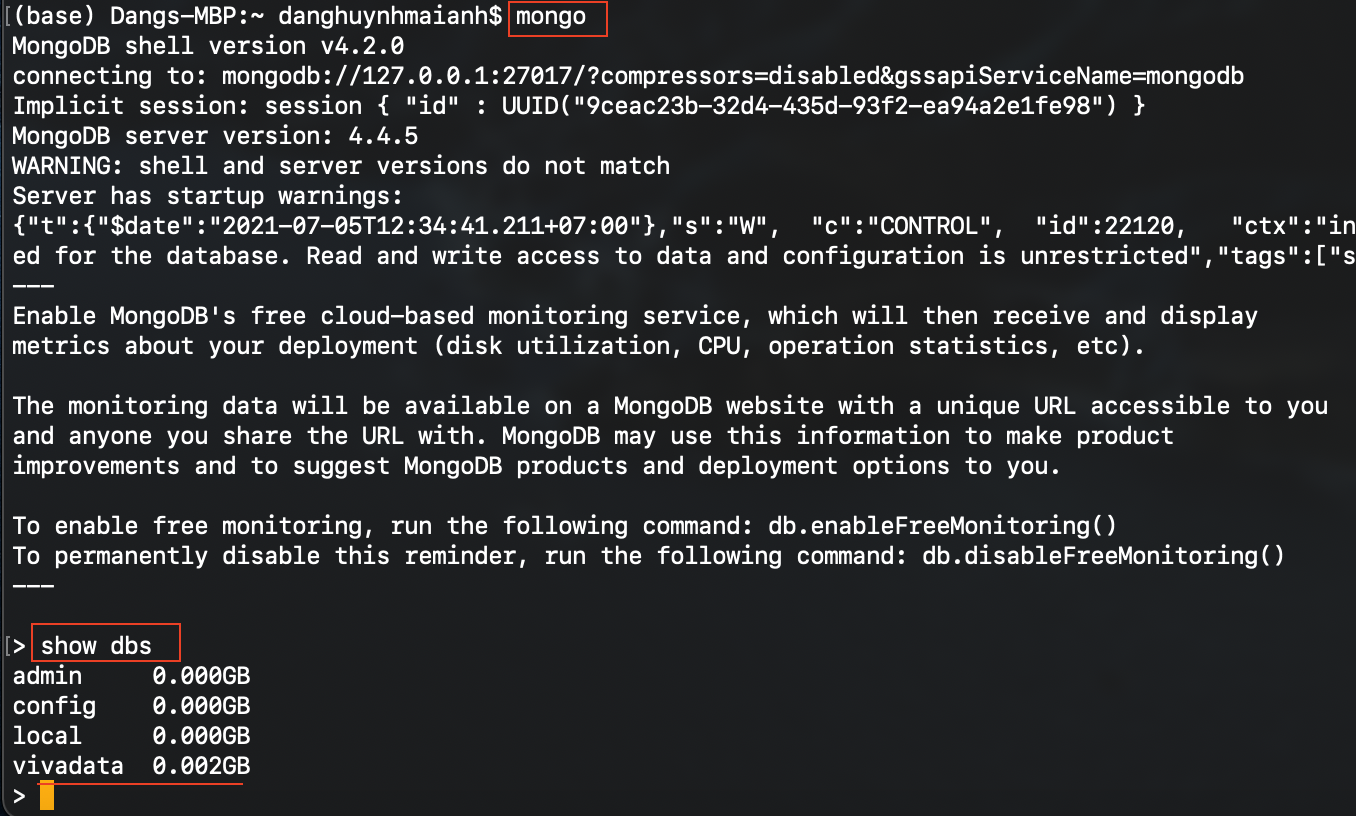 [(base) Dangs-MBP:~ danghuynhmaianh$ mongo
MongoDB shell version v4.2.0
connecting to: mongodb://127.0.0.1:27017/?compressors=disabled&gssapiServiceName=mongodb
Implicit session: session { "id" : UUID("9ceac23b-32d4-435d-93f2-ea94a2e1fe98") }
MongoDB server version: 4.4.5
WARNING: shell and server versions do not match
Server has startup warnings:
{"t":{"$date":"2021-07-05T12:34:41.211+07:00"},"s":"W",  "c":"CONTROL",  "id":22120,   "ctx":"in
ed for the database. Read and write access to data and configuration is unrestricted","tags":["s
---
Enable MongoDB's free cloud-based monitoring service, which will then receive and display
metrics about your deployment (disk utilization, CPU, operation statistics, etc).

The monitoring data will be available on a MongoDB website with a unique URL accessible to you
and anyone you share the URL with. MongoDB may use this information to make product
improvements and to suggest MongoDB products and deployment options to you.

To enable free monitoring, run the following command: db.enableFreeMonitoring()
To permanently disable this reminder, run the following command: db.disableFreeMonitoring()
---

[> show dbs
admin     0.000GB
config    0.000GB
local     0.000GB
vivadata  0.002GB
>